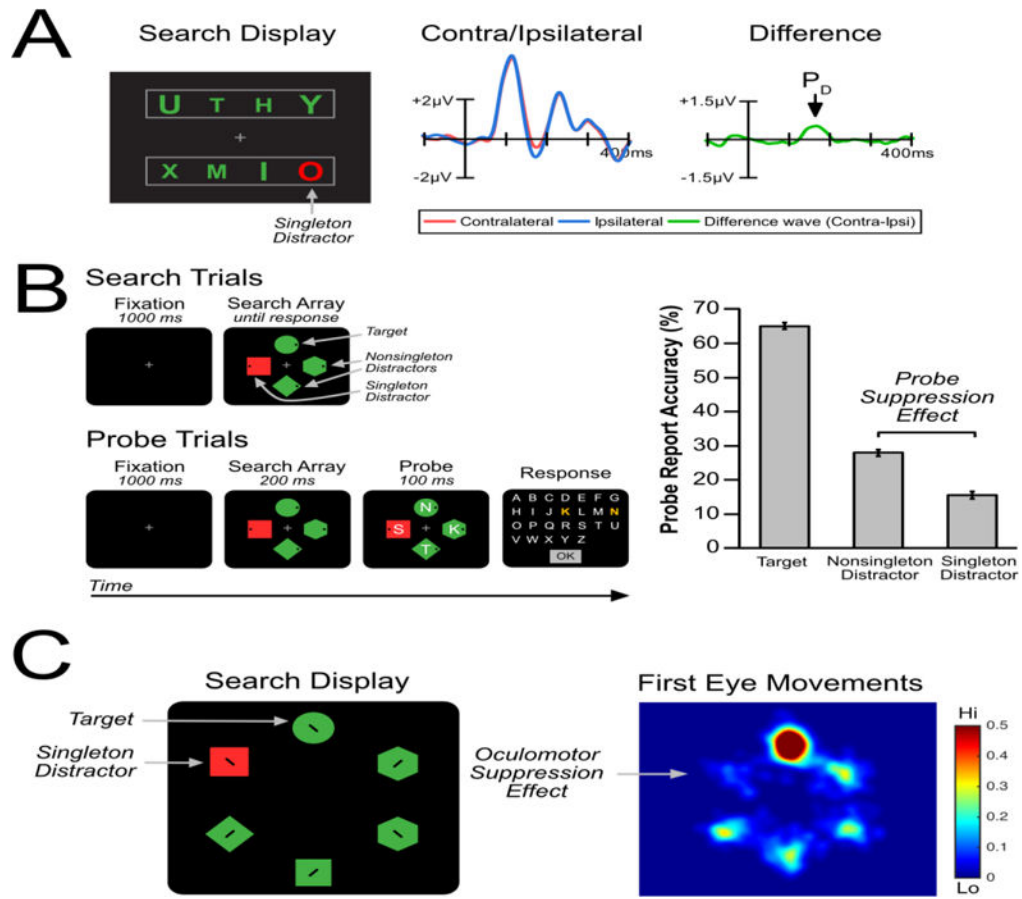 A
Search Display
Contra/Ipsilateral
Difference
U T H Y
X M I O
Singleton
Distractor
+2µV
-2µV
400ms
P_D
+1.5µV
-1.5µV
400ms
Contralateral
Ipsilateral
Difference wave (Contra-Ipsi)
B
Search Trials
Fixation
1000 ms
Search Array
until response
Target
Nonsingleton
Distractors
Singleton
Distractor
Probe Trials
Fixation
1000 ms
Search Array
200 ms
Probe
100 ms
Response
N
S
K
T
A B C D E F G
H I J K L M N
O P Q R S T U
V W X Y Z
OK
Time
Probe Report Accuracy (%)
70
60
50
40
30
20
10
0
Probe
Suppression
Effect
Target
Nonsingleton
Distractor
Singleton
Distractor
C
Search Display
Target
Singleton
Distractor
First Eye Movements
Oculomotor
Suppression
Effect
Hi
0.5
0.4
0.3
0.2
0.1
0
Lo